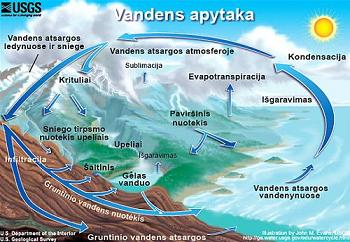 USGS
science for a changing world
Vandens apytaka
Vandens atsargos
ledynuose ir sniege
Vandens atsargos atmosferoje
Kondensacija
Sublimacija
Krituliai
Evapotranspiracija
Išgaravimas
Sniego tirpsmo
nuotėkis upeliais
Paviršinis
nuotėkis
Upeliai
Infiltracija
Šaltinis
Išgaravimas
Gėlas
vanduo
Vandens atsargos
vandenynuose
Gruntinio vandens nuotėkis
Gruntinio vandens atsargos
U.S. Department of the Interior
U.S. Geological Survey
Illustration by John M. Evans, USGS